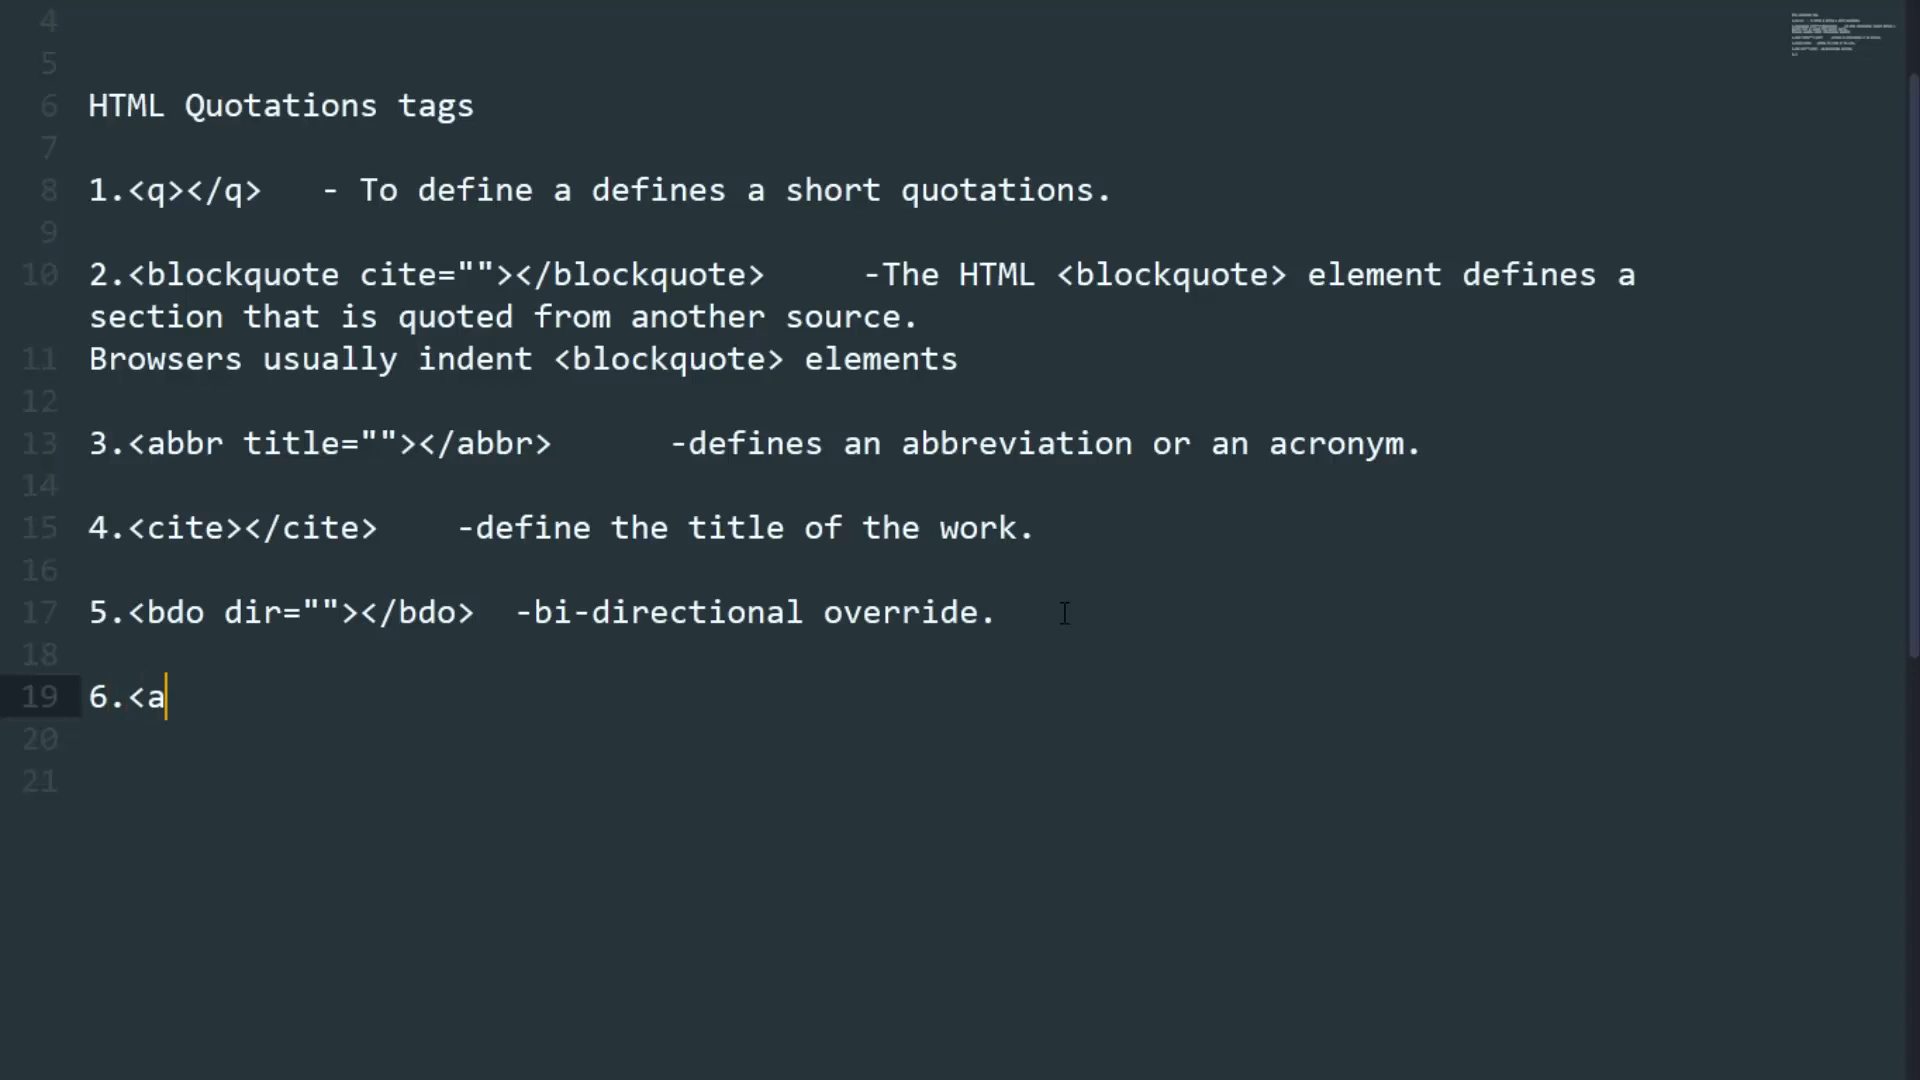 4
5
6 HTML Quotations tags
7
8 1.<q></q>   - To define a defines a short quotations.
9
10 2.<blockquote cite=""></blockquote>     -The HTML <blockquote> element defines a
section that is quoted from another source.
11 Browsers usually indent <blockquote> elements
12
13 3.<abbr title=""></abbr>      -defines an abbreviation or an acronym.
14
15 4.<cite></cite>    -define the title of the work.
16
17 5.<bdo dir=""></bdo>  -bi-directional override.
18
19 6.<a
20
21